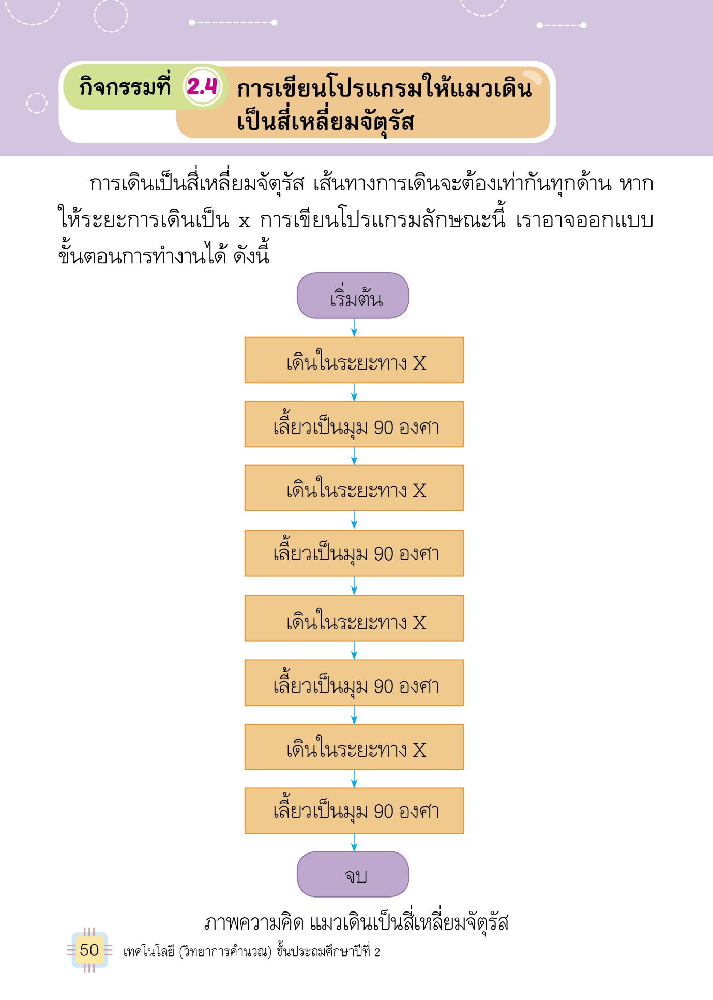 กิจกรรมที่ 2.4 การเขียนโปรแกรมให้แมวเดิน
เป็นสี่เหลี่ยมจัตุรัส
การเดินเป็นสี่เหลี่ยมจัตุรัส เส้นทางการเดินจะต้องเท่ากันทุกด้าน หาก
ให้ระยะการเดินเป็น x การเขียนโปรแกรมลักษณะนี้ เราอาจออกแบบ
ขั้นตอนการทำงานได้ ดังนี้
เริ่มต้น
เดินในระยะทาง X
เลี้ยวเป็นมุม 90 องศา
เดินในระยะทาง X
เลี้ยวเป็นมุม 90 องศา
เดินในระยะทาง X
เลี้ยวเป็นมุม 90 องศา
เดินในระยะทาง X
เลี้ยวเป็นมุม 90 องศา
จบ
ภาพความคิด แมวเดินเป็นสี่เหลี่ยมจัตุรัส
50 เทคโนโลยี (วิทยาการคำนวณ) ชั้นประถมศึกษาปีที่ 2